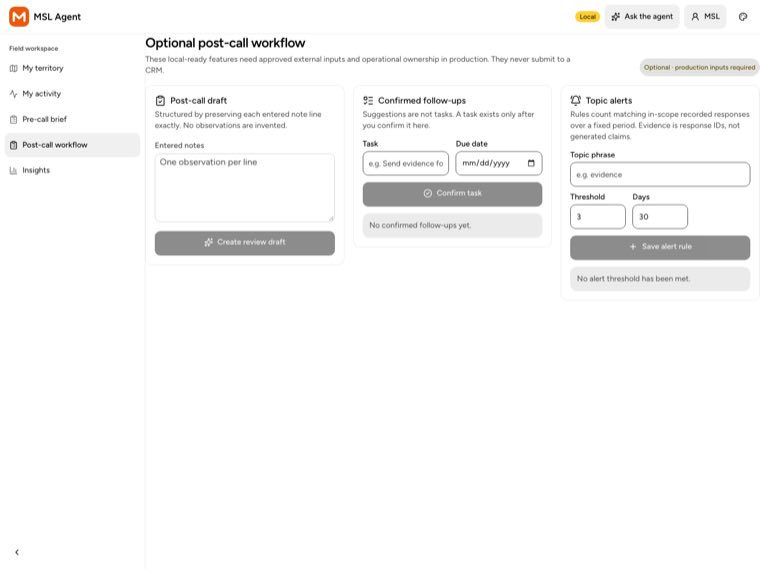 MSL Agent
Local
Ask the agent
MSL
Field workspace
My territory
My activity
Pre-call brief
Post-call workflow
Insights
Optional post-call workflow
These local-ready features need approved external inputs and operational ownership in production. They never submit to a
CRM.
Optional · production inputs required
Post-call draft
Structured by preserving each entered note line
exactly. No observations are invented.
Entered notes
One observation per line
Create review draft
Confirmed follow-ups
Suggestions are not tasks. A task exists only after
you confirm it here.
Task
Due date
e.g. Send evidence fo
mm/dd/yyyy
Confirm task
No confirmed follow-ups yet.
Topic alerts
Rules count matching in-scope recorded responses
over a fixed period. Evidence is response IDs, not
generated claims.
Topic phrase
e.g. evidence
Threshold
Days
3
30
Save alert rule
No alert threshold has been met.